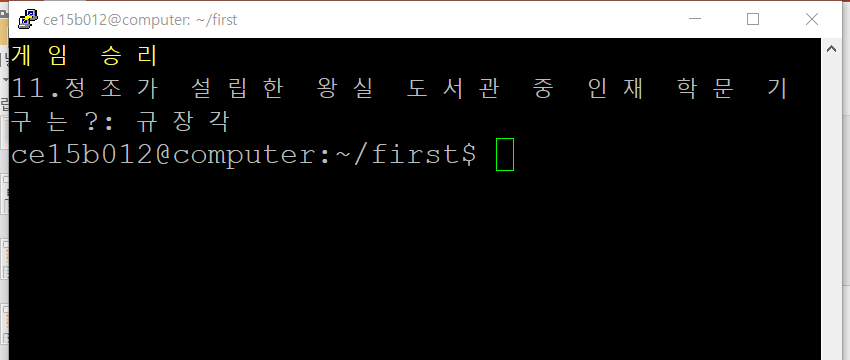 ce15b012@computer: ~/first
게임 승리
11.정조가 설립한 왕실 도서관 중 인재 학문 기
구는?: 규장각
ce15b012@computer:~/first$